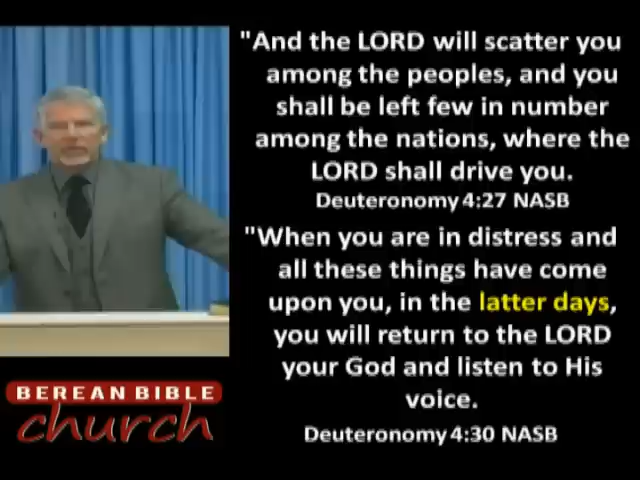 "And the LORD will scatter you
among the peoples, and you
shall be left few in number
among the nations, where the
LORD shall drive you.
Deuteronomy 4:27 NASB
"When you are in distress and
all these things have come
upon you, in the latter days,
you will return to the LORD
your God and listen to His
voice.
Deuteronomy 4:30 NASB
BEREAN BIBLE
church